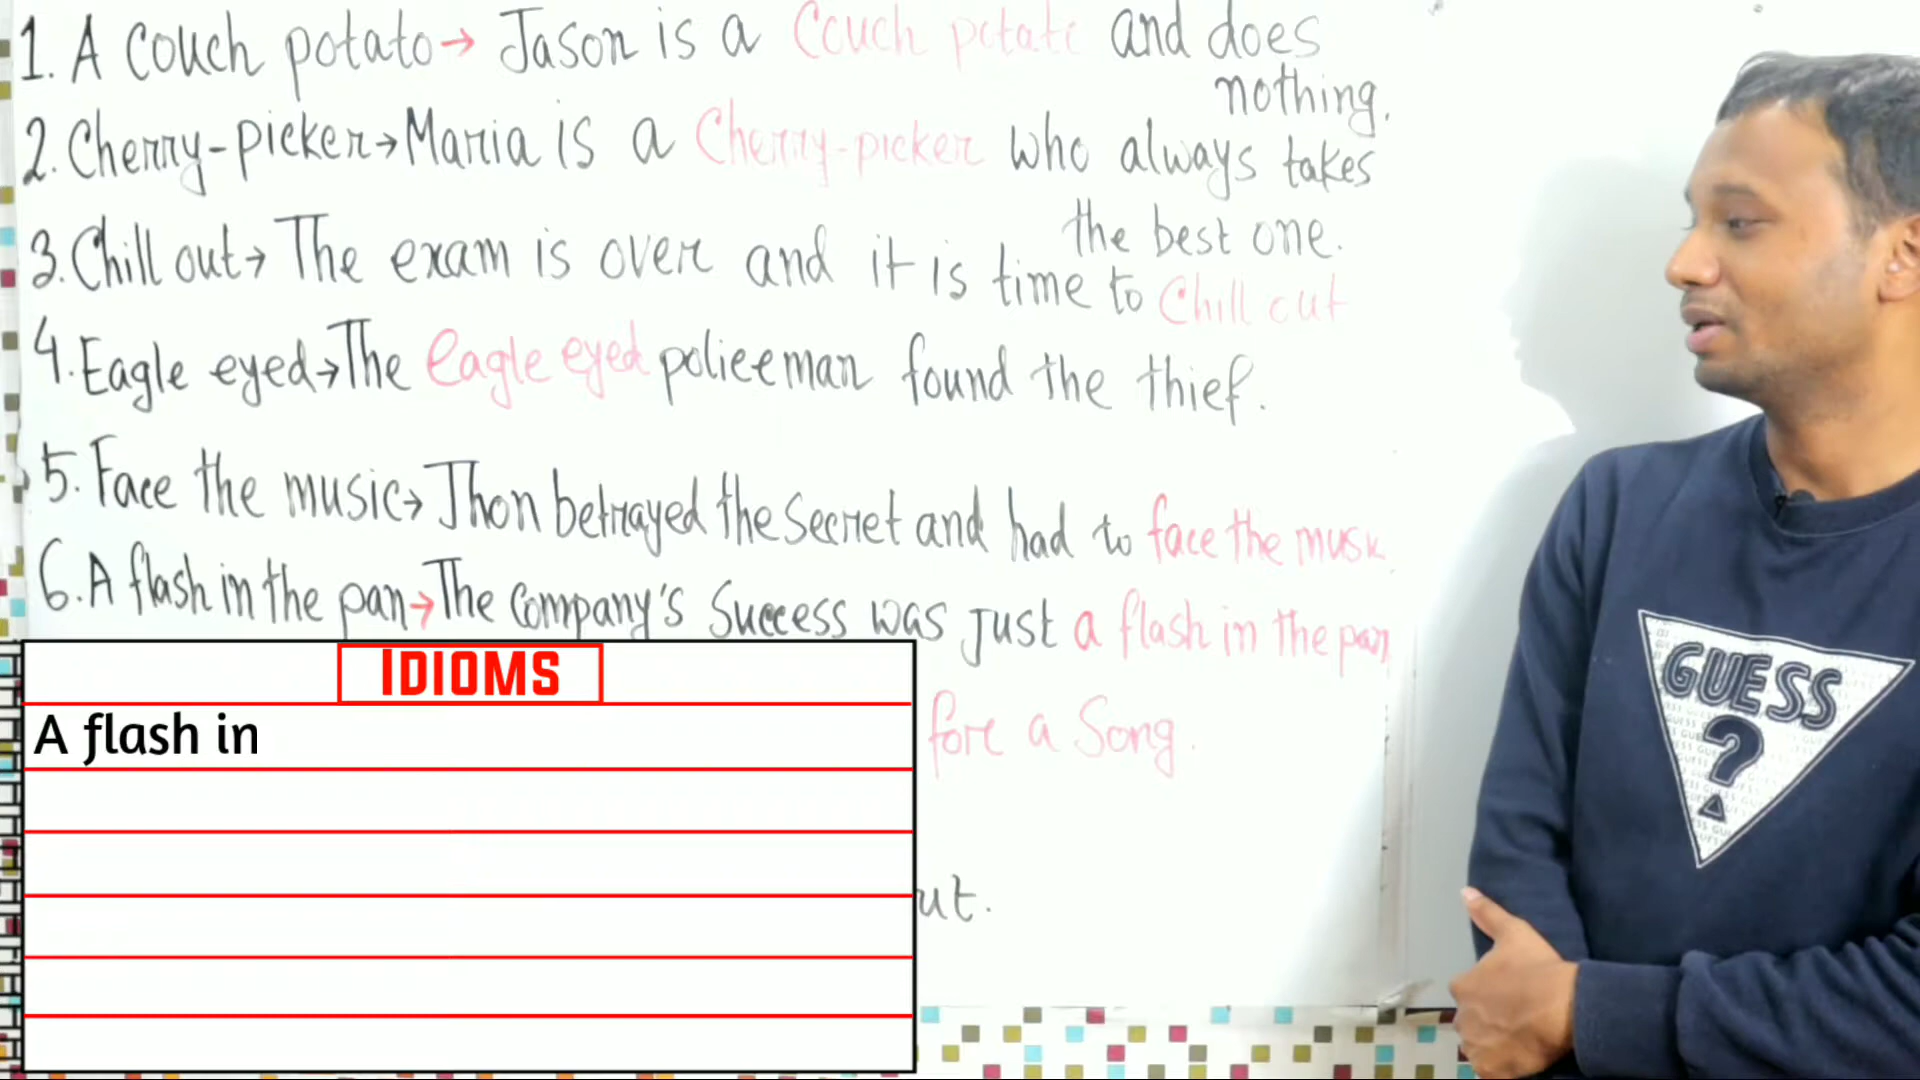 1. A couch potato→ Jason is a Couch potato and does
nothing.
2. Cherry-picker→Maria is a Cherry-picker who always takes
the best one.
3. Chill out→ The exam is over and it is time to Chill out
4. Eagle eyed→The eagle eyed policeman found the thief.
5. Face the music→ Jhon betrayed the Secret and had to face the music
6. A flash in the pan→The Company's Success was just a flash in the pan
IDIOMS
A flash in
fore a Song.
ut.
GUESS
?